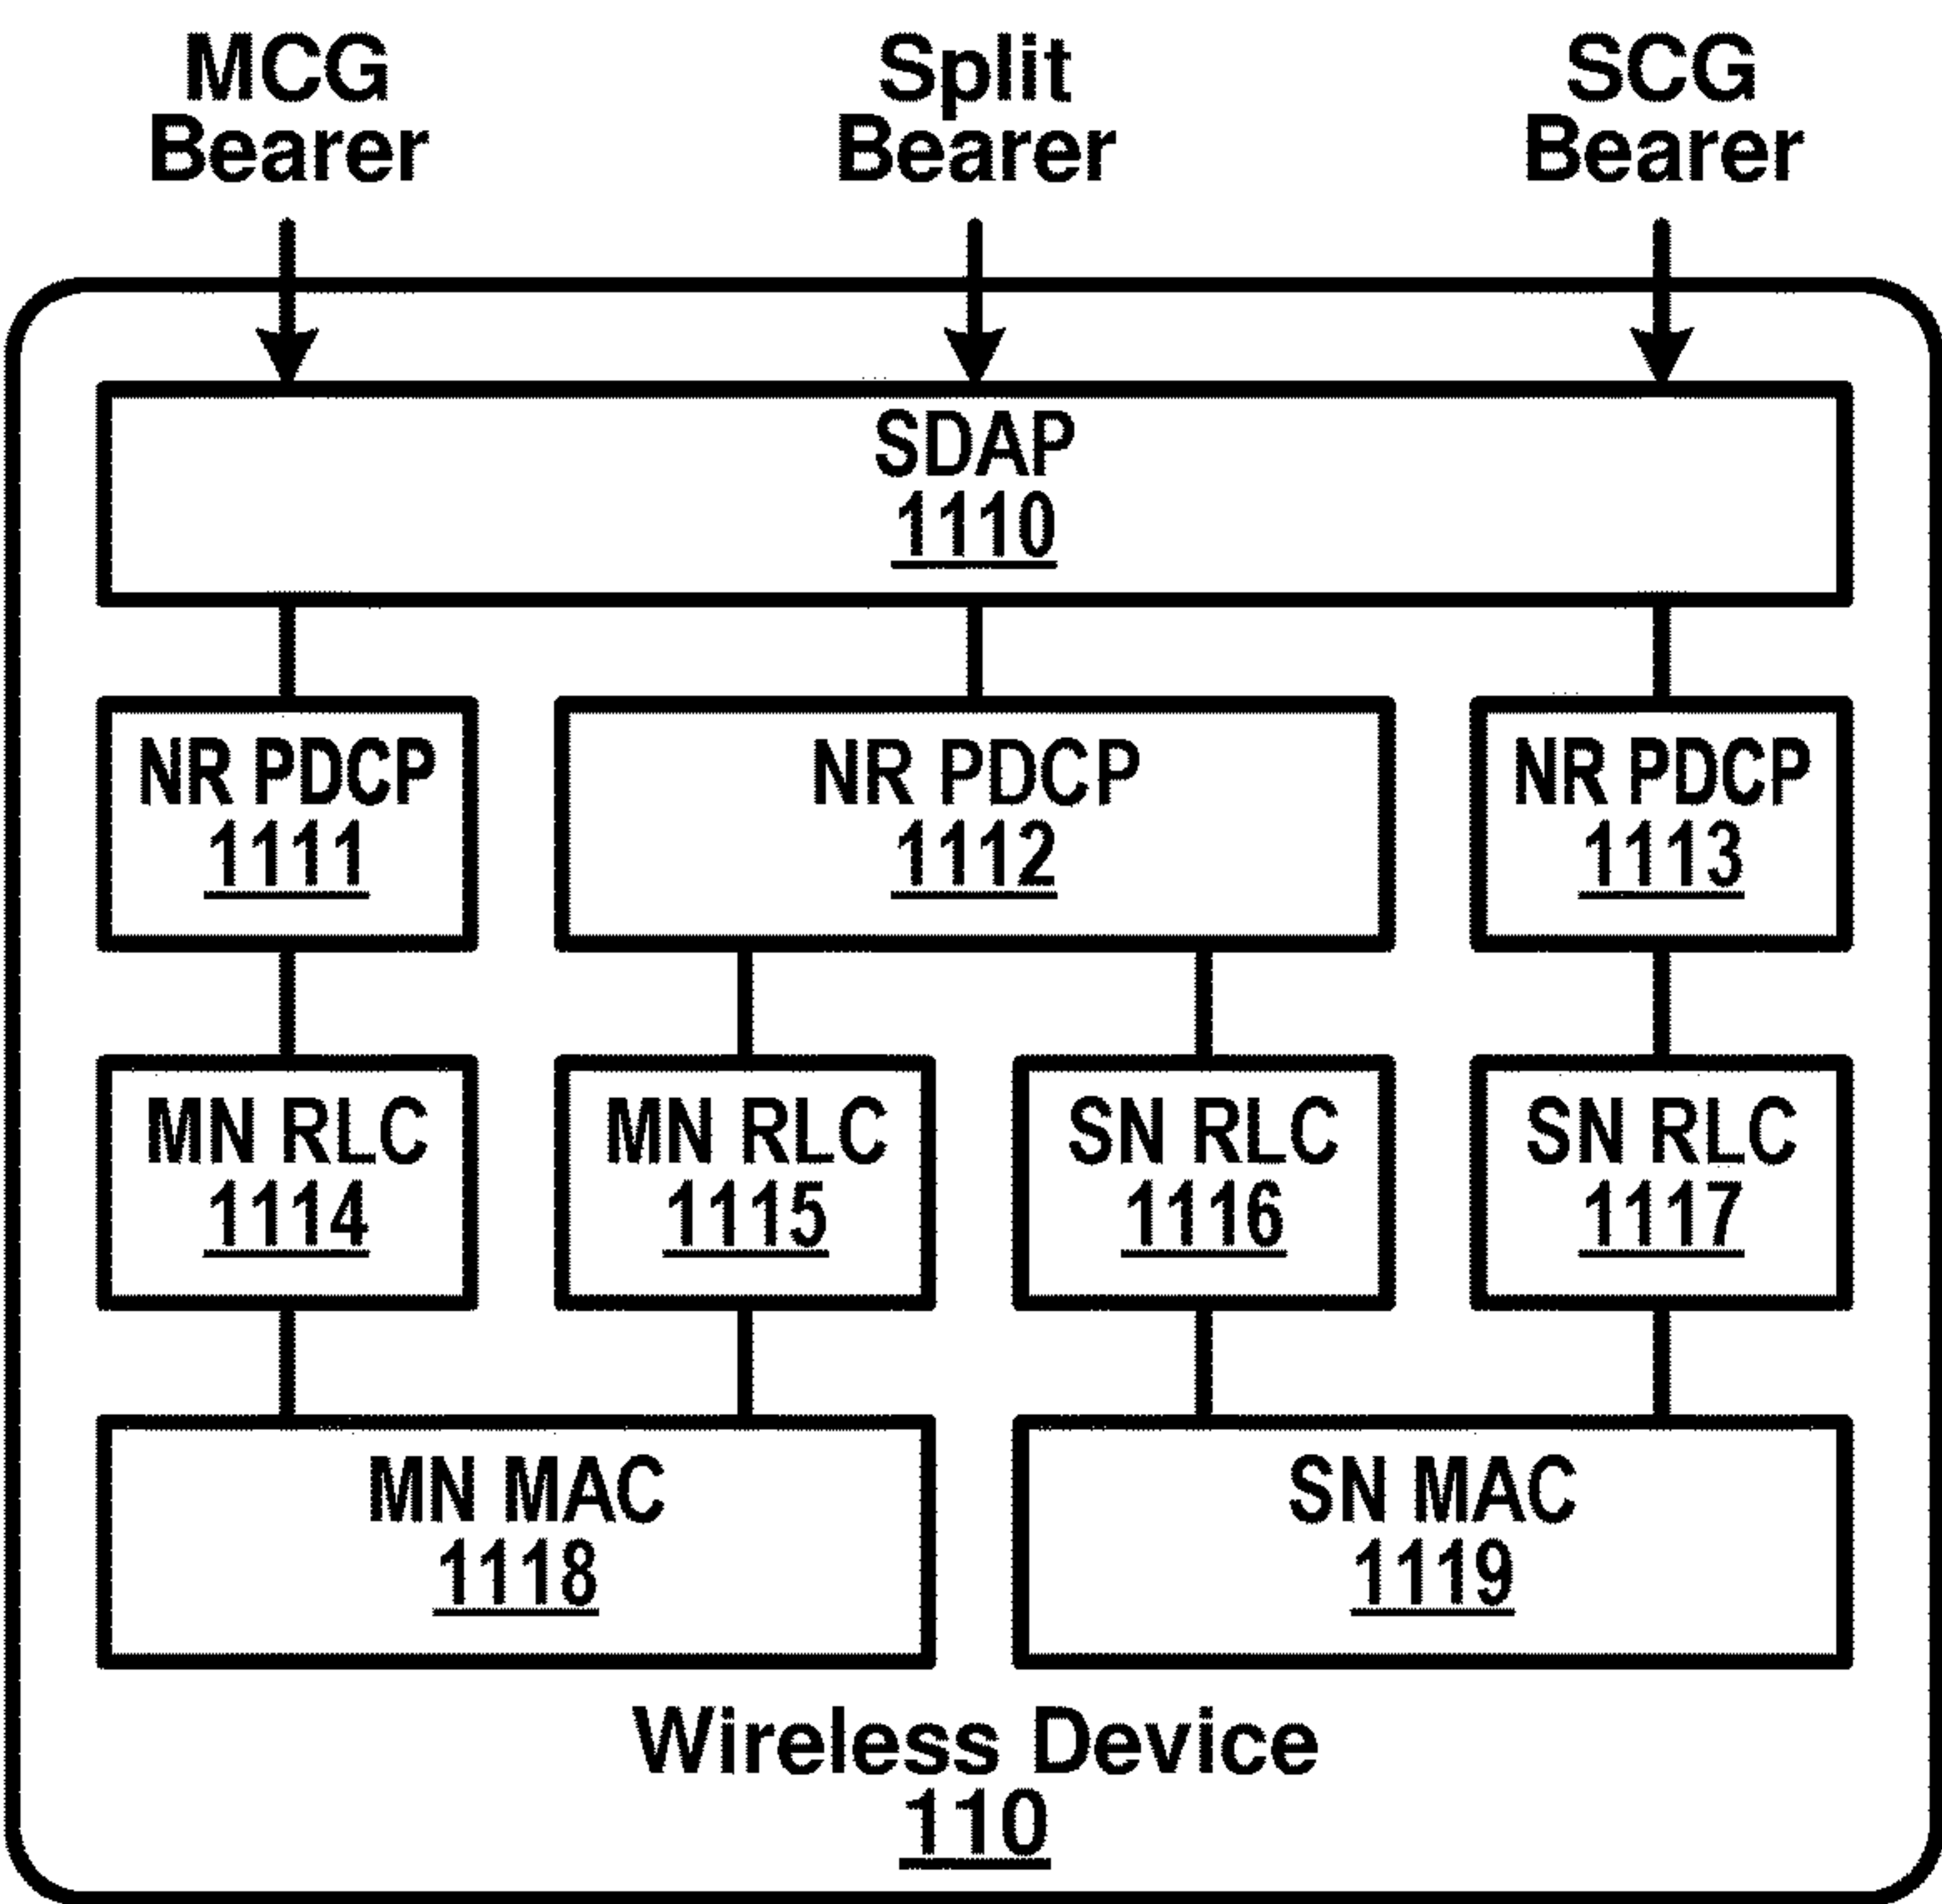 MCG
Bearer
Split
Bearer
SCG
Bearer
SDAP
1110
NR PDCP
1111
NR PDCP
1112
NR PDCP
1113
MN RLC
1114
MN RLC
1115
SN RLC
1116
SN RLC
1117
MN MAC
1118
SN MAC
1119
Wireless Device
110